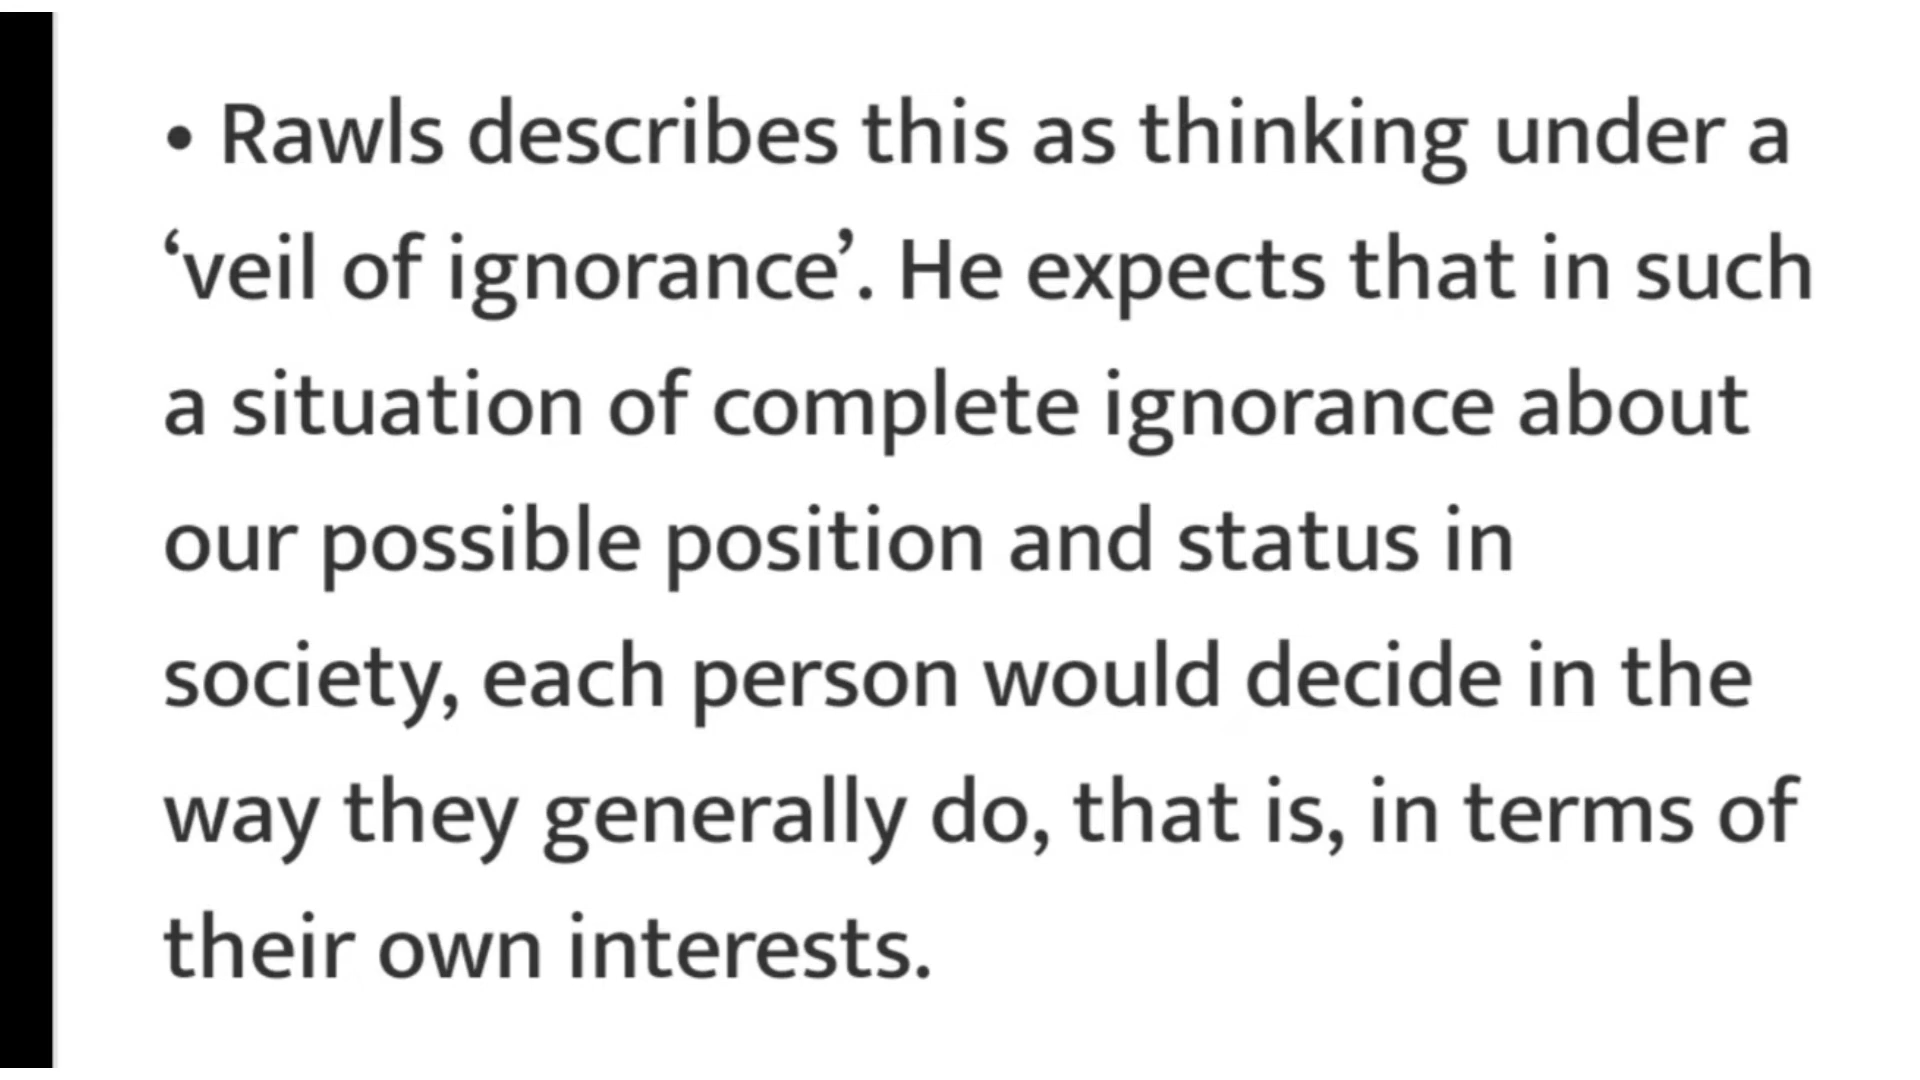 • Rawls describes this as thinking under a
‘veil of ignorance’. He expects that in such
a situation of complete ignorance about
our possible position and status in
society, each person would decide in the
way they generally do, that is, in terms of
their own interests.